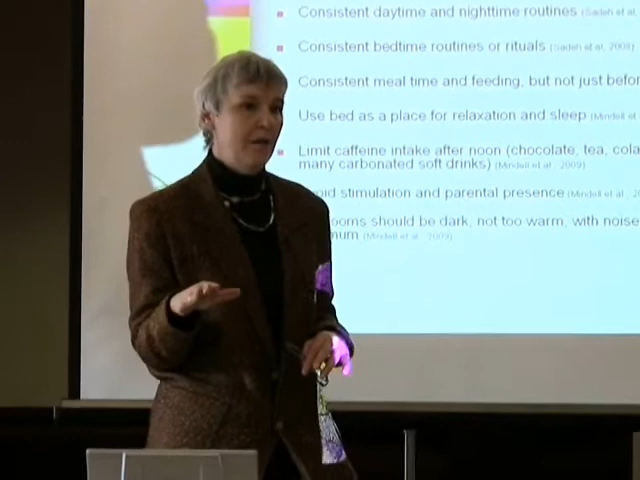 Consistent daytime and nighttime routines (Sadeh et al,
Consistent bedtime routines or rituals (Sadeh et al, 2009)
Consistent meal time and feeding, but not just befor
Use bed as a place for relaxation and sleep (Mindell et
Limit caffeine intake after noon (chocolate, tea, cola
many carbonated soft drinks) (Mindell et al., 2009)
oid stimulation and parental presence (Mindell et al., 20
ooms should be dark, not too warm, with noise
mum (Mindell et al., 2009)